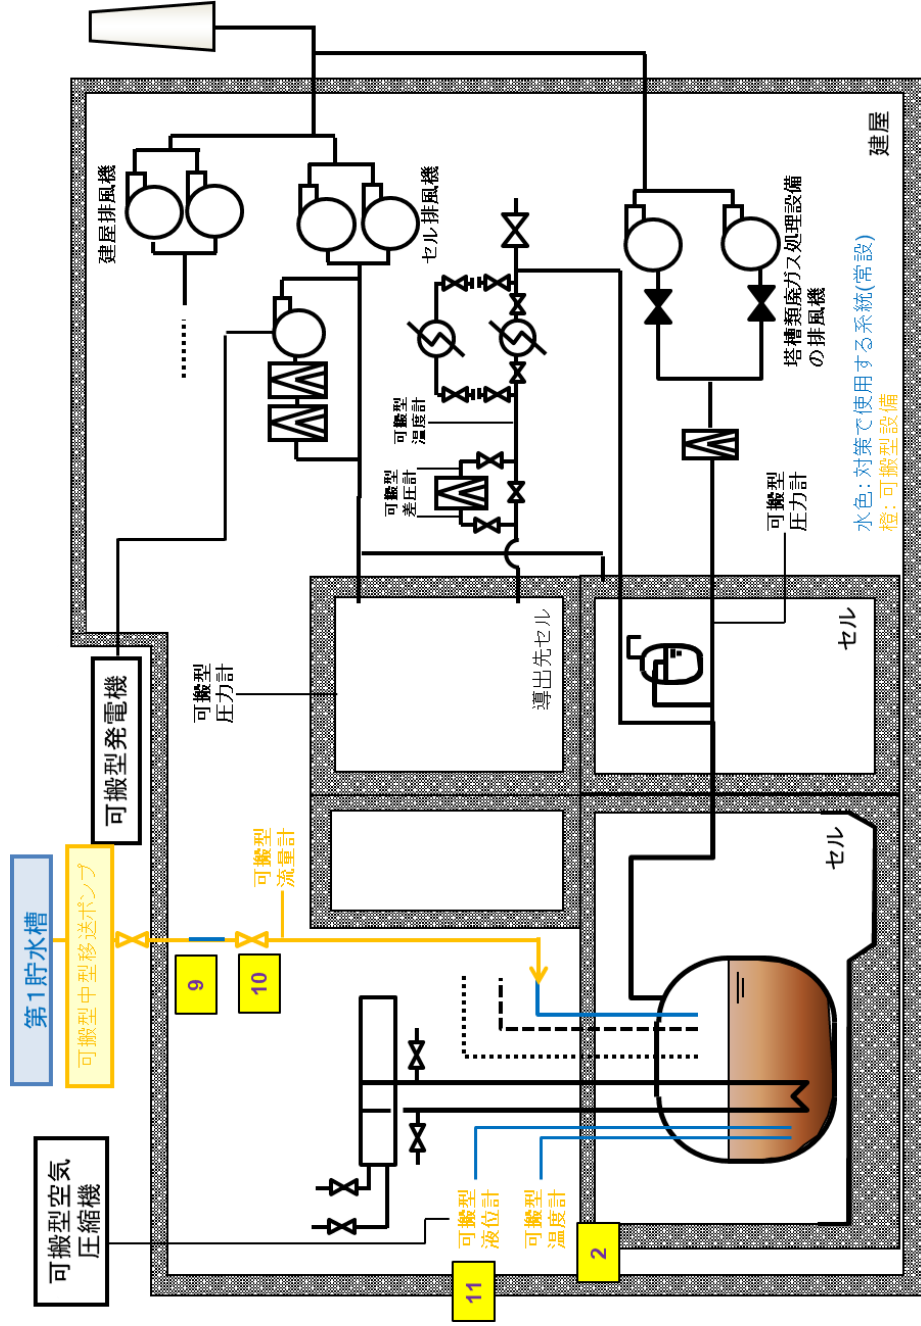 可搬型空気
圧縮機
第1貯水槽
可搬型中型移送ポンプ
可搬型発電機
9
10
11
2
可搬型
流量計
可搬型
液位計
可搬型
温度計
可搬型
圧力計
導出先セル
セル
セル
建屋排風機
セル排風機
可搬型
差圧計
可搬型
温度計
塔槽類廃ガス処理設備
の排風機
可搬型
圧力計
建屋
水色: 対策で使用する系統(常設)
橙: 可搬型設備